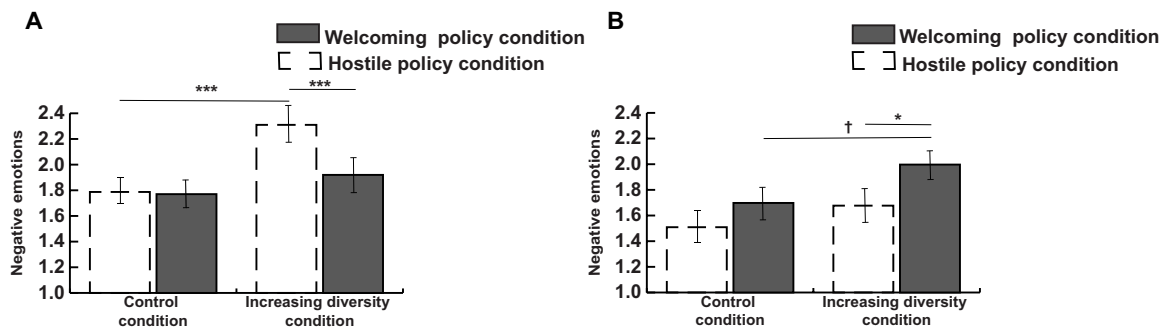 A
Welcoming policy condition
Hostile policy condition
***
***
2.4
2.2
2.0
1.8
1.6
1.4
1.2
1.0
Negative emotions
Control
condition
Increasing diversity
condition
B
Welcoming policy condition
Hostile policy condition
†
*
2.4
2.2
2.0
1.8
1.6
1.4
1.2
1.0
Negative emotions
Control
condition
Increasing diversity
condition